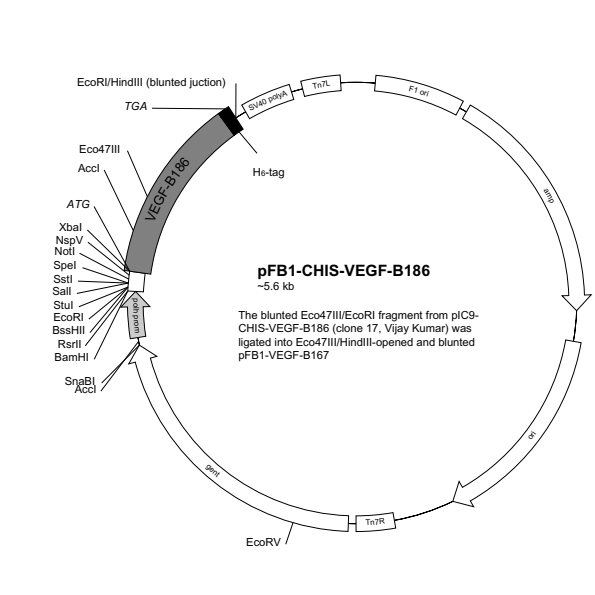 EcoRI/HindIII (blunted juction)
TGA
SV40 polyA
Tn7L
F1 ori
amp
Eco47III
AccI
VEGF-B186
H6-tag
ATG
XbaI
NspV
NotI
SpeI
SstI
SalI
StuI
EcoRI
BssHII
RsrII
BamHI
polh prom
SnaBI
AccI
pFB1-CHIS-VEGF-B186
~5.6 kb
The blunted Eco47III/EcoRI fragment from pIC9-
CHIS-VEGF-B186 (clone 17, Vijay Kumar) was
ligated into Eco47III/HindIII-opened and blunted
pFB1-VEGF-B167
ori
gent
Tn7R
EcoRV